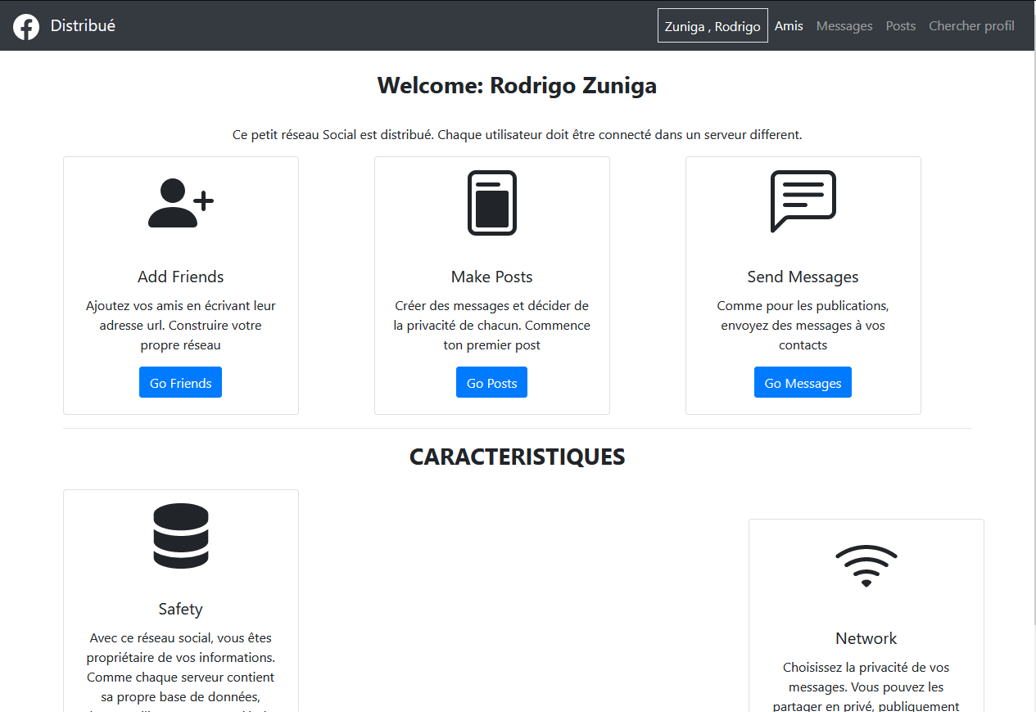 Distribué
Zuniga , Rodrigo Amis Messages Posts Chercher profil
Welcome: Rodrigo Zuniga
Ce petit réseau Social est distribué. Chaque utilisateur doit être connecté dans un serveur different.
Add Friends
Ajoutez vos amis en écrivant leur
adresse url. Construire votre
propre réseau
Go Friends
Make Posts
Créer des messages et décider de
la privacité de chacun. Commence
ton premier post
Go Posts
Send Messages
Comme pour les publications,
envoyez des messages à vos
contacts
Go Messages
CARACTERISTIQUES
Safety
Avec ce réseau social, vous êtes
propriétaire de vos informations.
Comme chaque serveur contient
sa propre base de données,
Network
Choisissez la privacité de vos
messages. Vous pouvez les
partager en privé, publiquement